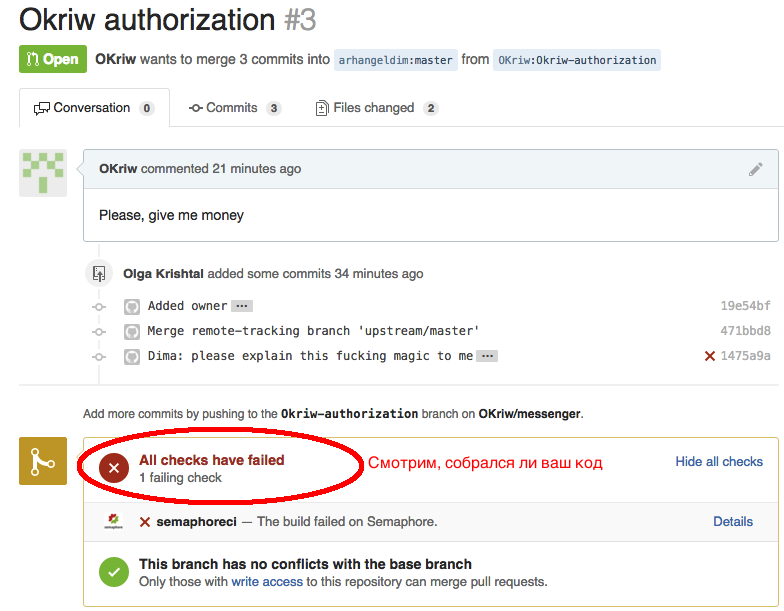 Okriw authorization #3
Open OKriw wants to merge 3 commits into arhangeldim:master from OKriw:Okriw-authorization
Conversation 0 Commits 3 Files changed 2
OKriw commented 21 minutes ago
Please, give me money
Olga Krishtal added some commits 34 minutes ago
Added owner ... 19e54bf
Merge remote-tracking branch 'upstream/master' 471bbd8
Dima: please explain this fucking magic to me ... 1475a9a
Add more commits by pushing to the Okriw-authorization branch on OKriw/messenger.
All checks have failed
1 failing check
Смотрим, собрался ли ваш код
Hide all checks
semaphore semaphoreci — The build failed on Semaphore. Details
This branch has no conflicts with the base branch
Only those with write access to this repository can merge pull requests.